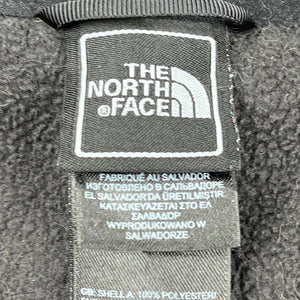 THE
NORTH
FACE
®
FABRIQUÉ AU SALVADOR
ИЗГОТОВЛЕНО В САЛЬВАДОРЕ
EL SALVADOR'DA ÜRETILMIŞTIR
ΚΑΤΑΣΚΕΥΑΖΕΤΑΙ ΣΤΟ ΕΛ
ΣΑΛΒΑΔΟΡ
WYPRODUKOWANO W
SALWADORZE.
GB: SHELL A: 100% POLYESTER/